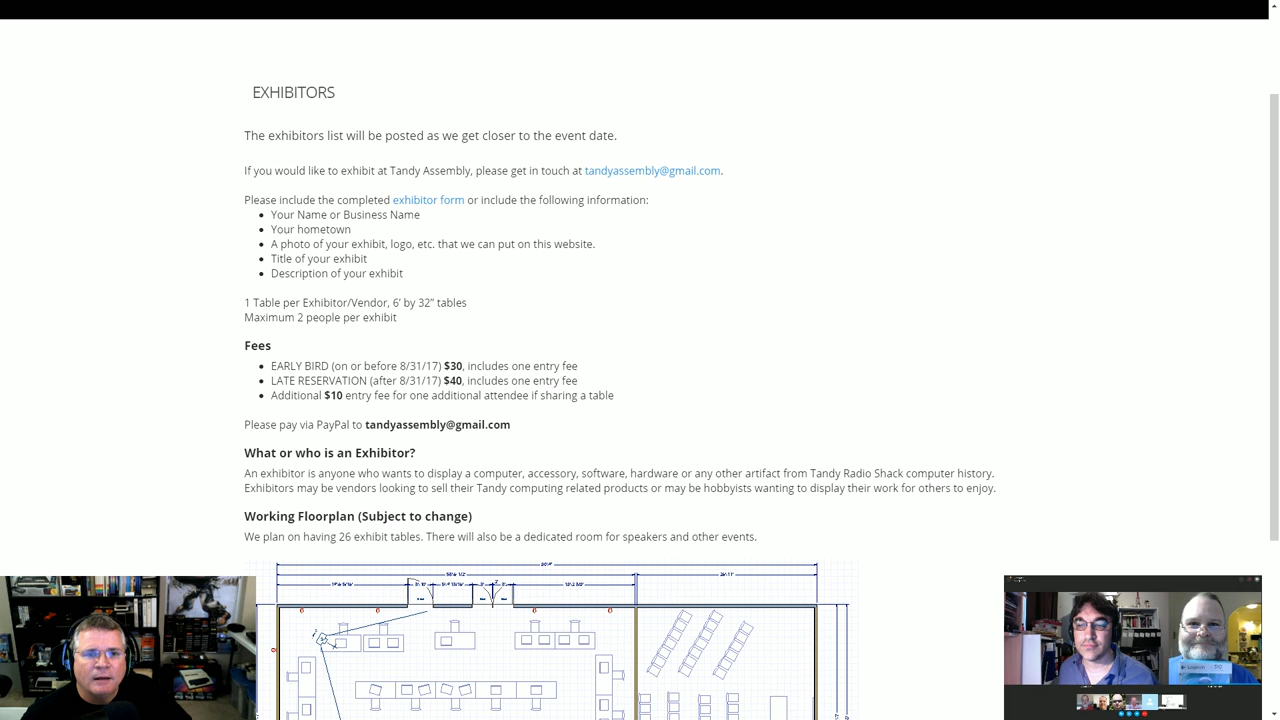 EXHIBITORS
The exhibitors list will be posted as we get closer to the event date.
If you would like to exhibit at Tandy Assembly, please get in touch at tandyassembly@gmail.com.
Please include the completed exhibitor form or include the following information:
Your Name or Business Name
Your hometown
A photo of your exhibit, logo, etc. that we can put on this website.
Title of your exhibit
Description of your exhibit
1 Table per Exhibitor/Vendor, 6’ by 32” tables
Maximum 2 people per exhibit
Fees
EARLY BIRD (on or before 8/31/17) $30, includes one entry fee
LATE RESERVATION (after 8/31/17) $40, includes one entry fee
Additional $10 entry fee for one additional attendee if sharing a table
Please pay via PayPal to tandyassembly@gmail.com
What or who is an Exhibitor?
An exhibitor is anyone who wants to display a computer, accessory, software, hardware or any other artifact from Tandy Radio Shack computer history.
Exhibitors may be vendors looking to sell their Tandy computing related products or may be hobbyists wanting to display their work for others to enjoy.
Working Floorplan (Subject to change)
We plan on having 26 exhibit tables. There will also be a dedicated room for speakers and other events.